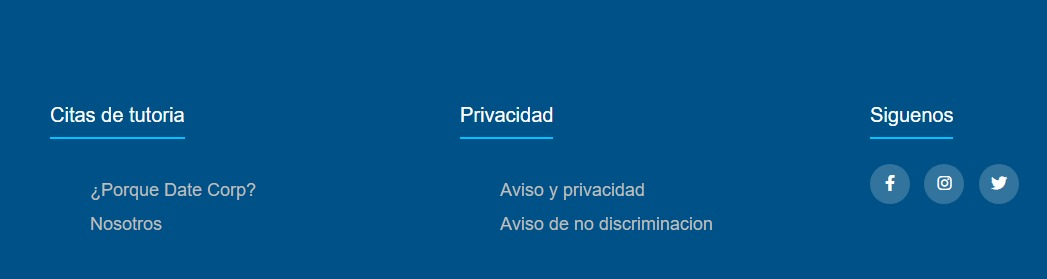 Citas de tutoria
¿Porque Date Corp?
Nosotros
Privacidad
Aviso y privacidad
Aviso de no discriminacion
Siguenos